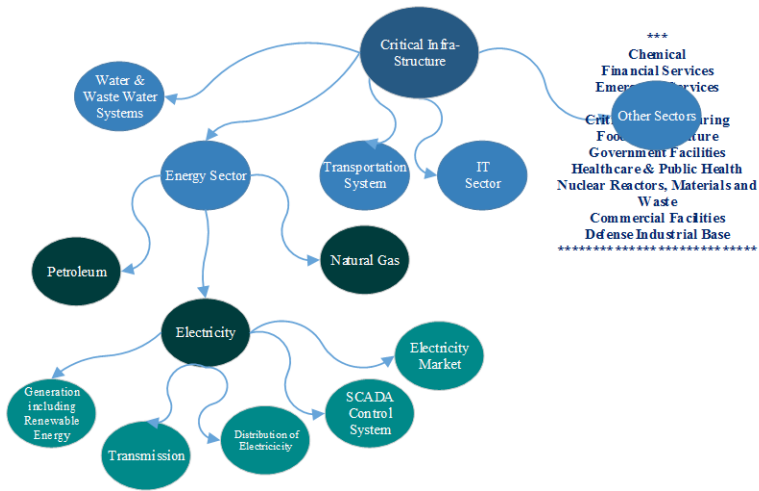 Critical Infra-
Structure
***
Chemical
Financial Services
Services
Other Sectors
Government Facilities
Healthcare & Public Health
Nuclear Reactors, Materials and
Waste
Commercial Facilities
Defense Industrial Base
****************************
Water &
Waste Water
Systems
Energy Sector
Transportation
System
IT
Sector
Petroleum
Natural Gas
Electricity
Electricity
Market
Generation
including
Renewable
Energy
Transmission
Distribution of
Electricicity
SCADA
Control
System